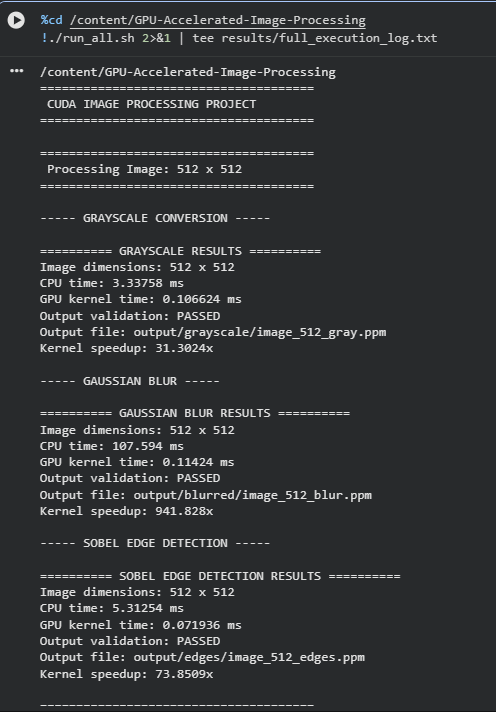 %cd /content/GPU-Accelerated-Image-Processing
!./run_all.sh 2>&1 | tee results/full_execution_log.txt
/content/GPU-Accelerated-Image-Processing
======================================
CUDA IMAGE PROCESSING PROJECT
======================================
======================================
Processing Image: 512 x 512
======================================
----- GRAYSCALE CONVERSION -----
========== GRAYSCALE RESULTS ==========
Image dimensions: 512 x 512
CPU time: 3.33758 ms
GPU kernel time: 0.106624 ms
Output validation: PASSED
Output file: output/grayscale/image_512_gray.ppm
Kernel speedup: 31.3024x
----- GAUSSIAN BLUR -----
========== GAUSSIAN BLUR RESULTS ==========
Image dimensions: 512 x 512
CPU time: 107.594 ms
GPU kernel time: 0.11424 ms
Output validation: PASSED
Output file: output/blurred/image_512_blur.ppm
Kernel speedup: 941.828x
----- SOBEL EDGE DETECTION -----
========== SOBEL EDGE DETECTION RESULTS ==========
Image dimensions: 512 x 512
CPU time: 5.31254 ms
GPU kernel time: 0.071936 ms
Output validation: PASSED
Output file: output/edges/image_512_edges.ppm
Kernel speedup: 73.8509x